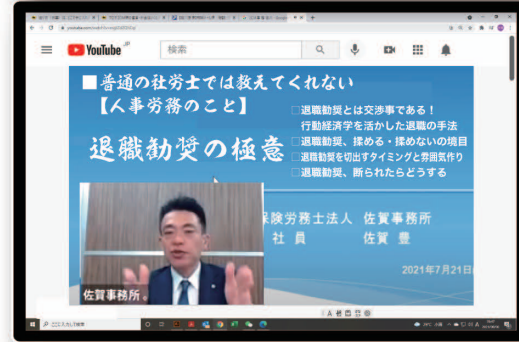 YouTube JP
検索
■普通の社労士では教えてくれない
【人事労務のこと】
退職勧奨の極意
□退職勧奨とは交渉事である！
行動経済学を活かした退職の手法
□退職勧奨、揉める・揉めないの境目
□退職勧奨を切出すタイミングと雰囲気作り
□退職勧奨、断られたらどうする
保険労務士法人 佐賀事務所
社員 佐賀 豊
2021年7月21日
佐賀事務所。